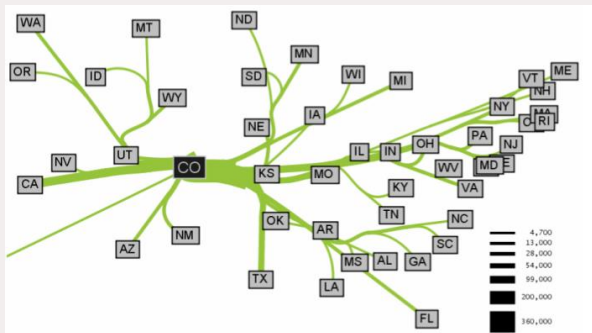 WA
MT
ND
MN
WI
MI
VT
ME
NH
OR
ID
SD
WY
IA
NY
RI
NE
PA
NJ
UT
IL
IN
OH
MD
NV
CO
KS
MO
WV
CA
KY
VA
OK
AR
TN
NC
SC
AZ
NM
MS
AL
GA
TX
LA
FL
4,700
13,000
28,000
54,000
99,000
200,000
360,000